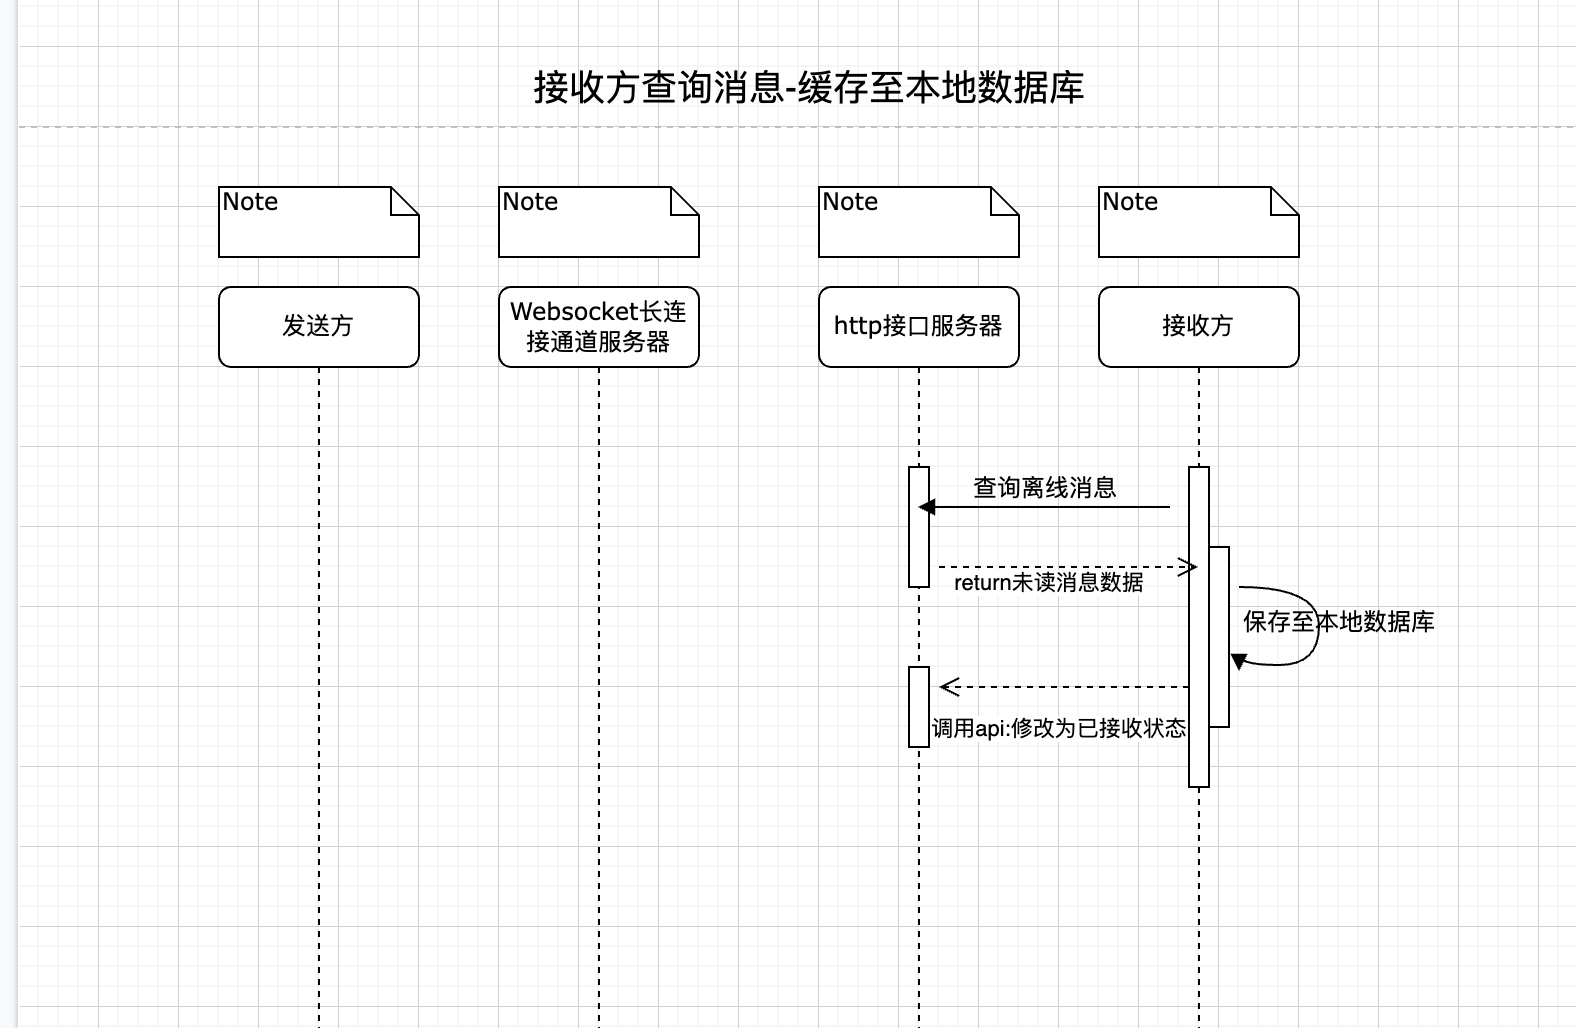 接收方查询消息-缓存至本地数据库
Note
Note
Note
Note
发送方
Websocket长连
接通道服务器
http接口服务器
接收方
查询离线消息
return未读消息数据
保存至本地数据库
调用api:修改为已接收状态